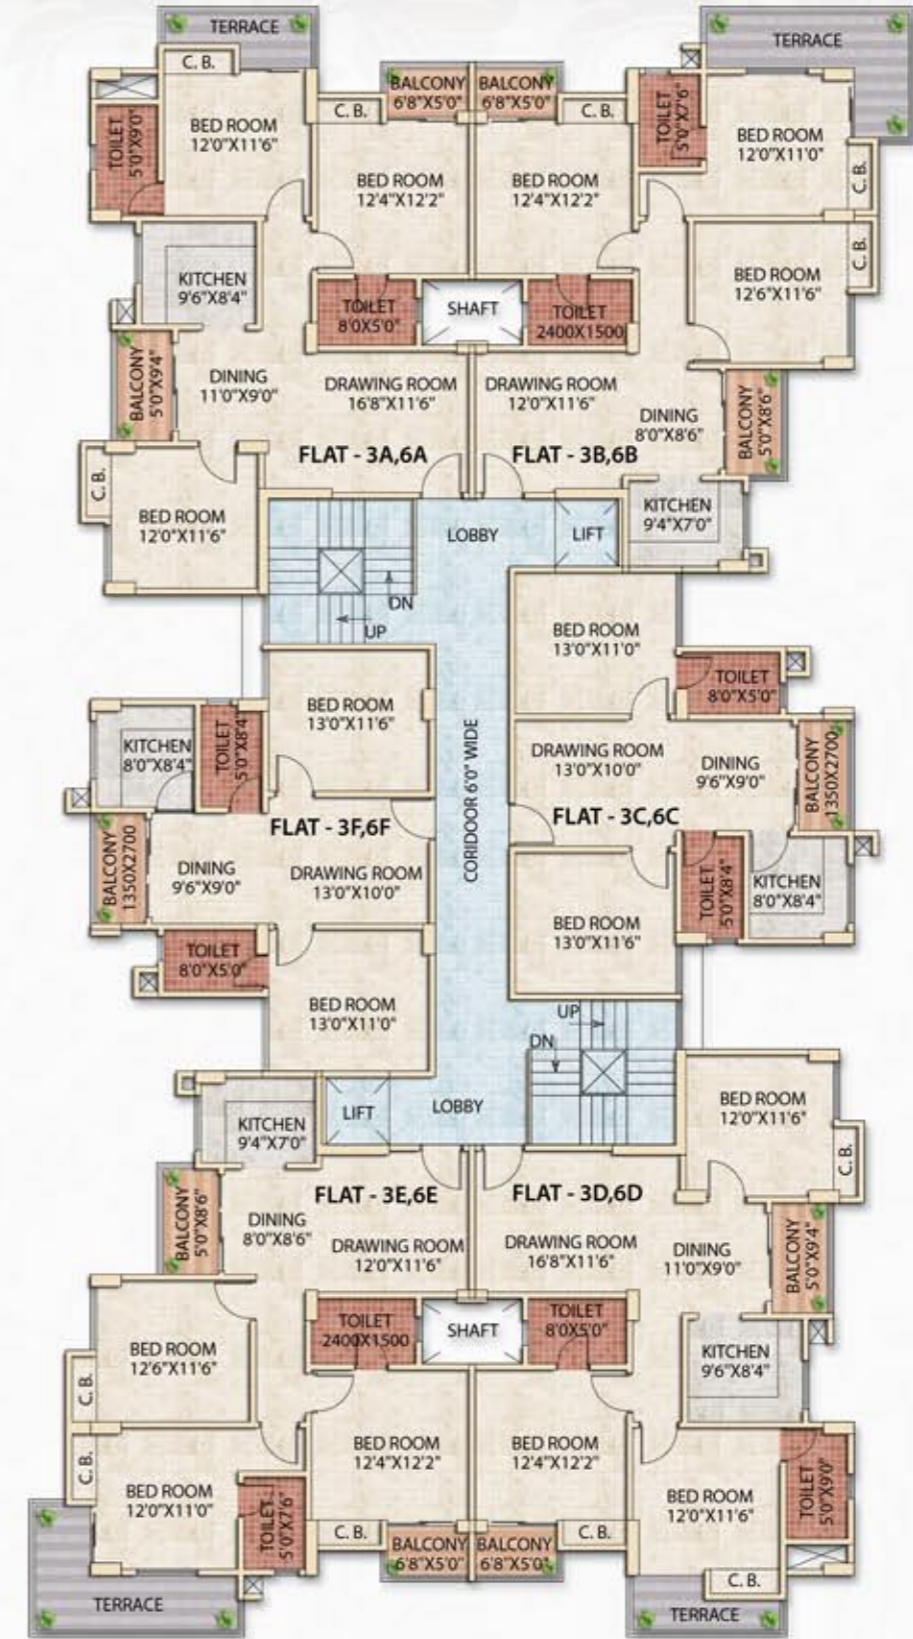 TERRACE
C. B.
TOILET
5'0"X9'0"
BED ROOM
12'0"X11'6"
C. B.
BALCONY
6'8"X5'0"
BED ROOM
12'4"X12'2"
BALCONY
6'8"X5'0"
C. B.
BED ROOM
12'4"X12'2"
TERRACE
TOILET
5'0"X7'6"
BED ROOM
12'0"X11'0"
C. B.
BED ROOM
12'6"X11'6"
C. B.
KITCHEN
9'6"X8'4"
TOILET
8'0X5'0"
SHAFT
TOILET
2400X1500
BALCONY
5'0"X9'4"
DINING
11'0"X9'0"
DRAWING ROOM
16'8"X11'6"
FLAT - 3A,6A
DRAWING ROOM
12'0"X11'6"
FLAT - 3B,6B
DINING
8'0"X8'6"
BALCONY
5'0"X8'6"
C. B.
BED ROOM
12'0"X11'6"
LOBBY
LIFT
KITCHEN
9'4"X7'0"
DN
UP
BED ROOM
13'0"X11'0"
TOILET
8'0"X5'0"
BED ROOM
13'0"X11'6"
KITCHEN
8'0"X8'4"
TOILET
5'0"X8'4"
CORIDOOR 6'0" WIDE
DRAWING ROOM
13'0"X10'0"
DINING
9'6"X9'0"
BALCONY
1350X2700
FLAT - 3C,6C
FLAT - 3F,6F
BALCONY
1350X2700
DINING
9'6"X9'0"
DRAWING ROOM
13'0"X10'0"
TOILET
5'0"X8'4"
KITCHEN
8'0"X8'4"
BED ROOM
13'0"X11'6"
TOILET
8'0"X5'0"
BED ROOM
13'0"X11'0"
UP
DN
KITCHEN
9'4"X7'0"
LIFT
LOBBY
BED ROOM
12'0"X11'6"
C. B.
BALCONY
5'0"X8'6"
DINING
8'0"X8'6"
FLAT - 3E,6E
DRAWING ROOM
12'0"X11'6"
FLAT - 3D,6D
DRAWING ROOM
16'8"X11'6"
DINING
11'0"X9'0"
BALCONY
5'0"X9'4"
TOILET
2400X1500
SHAFT
TOILET
8'0X5'0"
KITCHEN
9'6"X8'4"
BED ROOM
12'6"X11'6"
C. B.
C. B.
BED ROOM
12'0"X11'0"
TOILET
5'0"X7'6"
BED ROOM
12'4"X12'2"
C. B.
BALCONY
6'8"X5'0"
BED ROOM
12'4"X12'2"
BALCONY
6'8"X5'0"
C. B.
BED ROOM
12'0"X11'6"
TOILET
5'0"X9'0"
C. B.
TERRACE
TERRACE